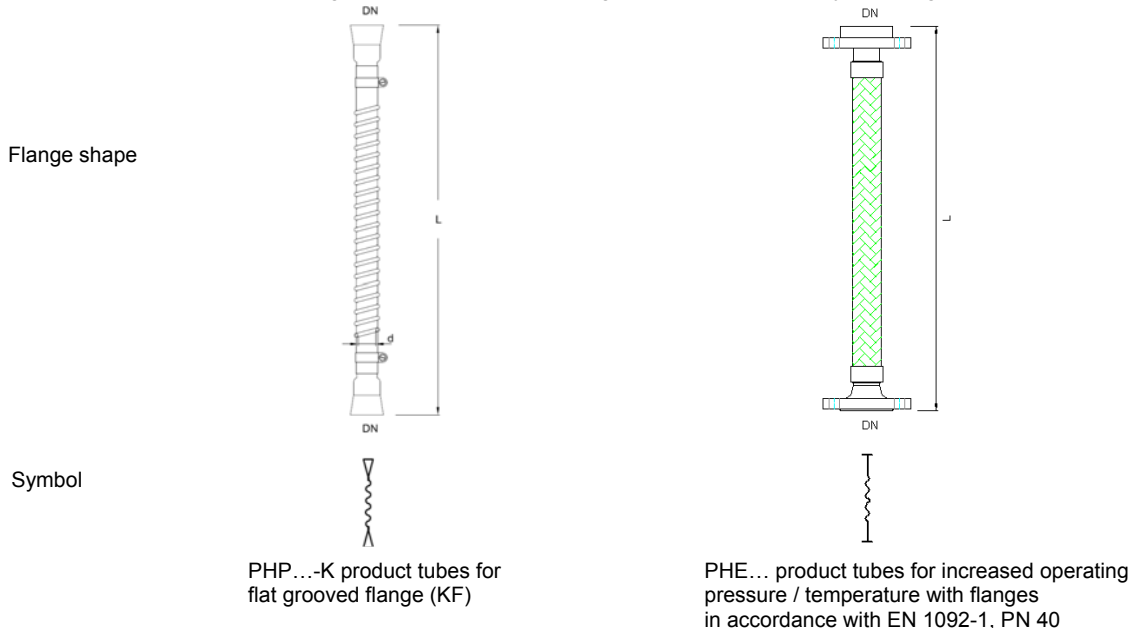 DN
DN
Flange shape
L
L
d
DN
DN
Symbol
PHP…-K product tubes for
flat grooved flange (KF)
PHE… product tubes for increased operating
pressure / temperature with flanges
in accordance with EN 1092-1, PN 40